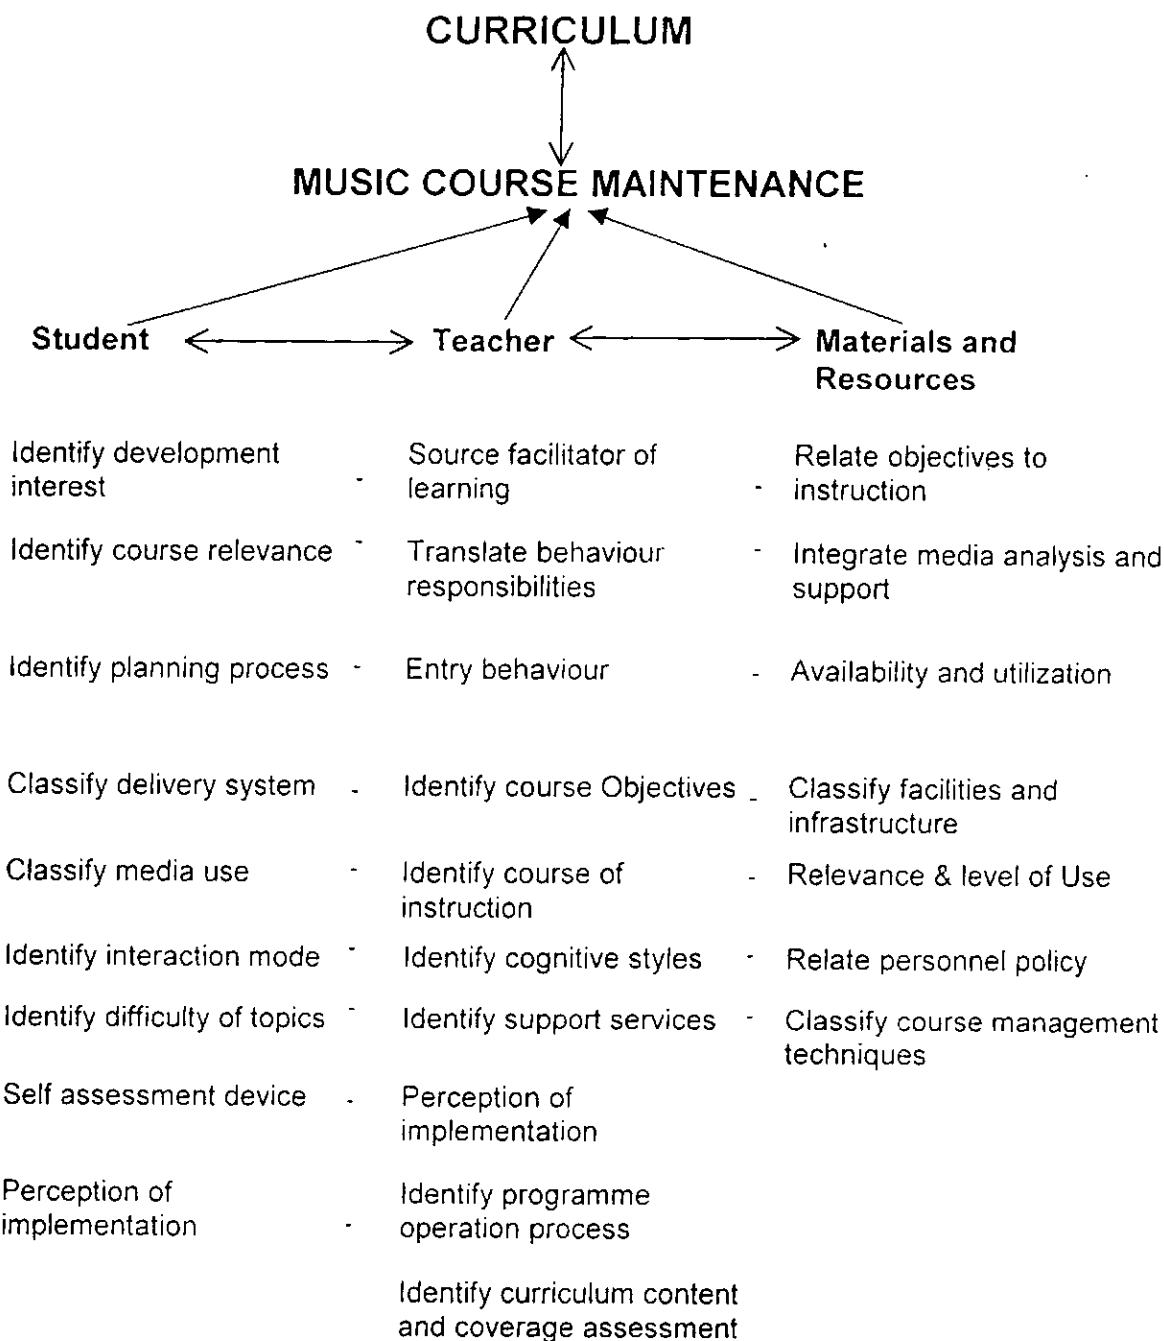 CURRICULUM
MUSIC COURSE MAINTENANCE
Student
Teacher
Materials and
Resources
Identify development
interest
- Source facilitator of
learning
- Relate objectives to
instruction
Identify course relevance
- Translate behaviour
responsibilities
- Integrate media analysis and
support
Identify planning process
- Entry behaviour
- Availability and utilization
Classify delivery system
- Identify course Objectives
- Classify facilities and
infrastructure
Classify media use
- Identify course of
instruction
- Relevance & level of Use
Identify interaction mode
- Identify cognitive styles
- Relate personnel policy
Identify difficulty of topics
- Identify support services
- Classify course management
techniques
Self assessment device
- Perception of
implementation
Perception of
implementation
- Identify programme
operation process
Identify curriculum content
and coverage assessment